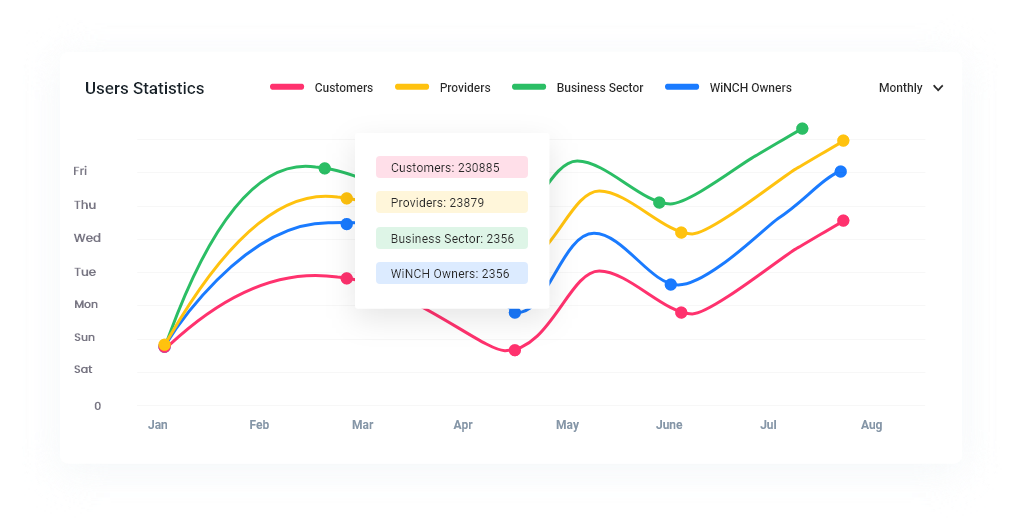 Users Statistics
Customers
Providers
Business Sector
WiNCH Owners
Monthly
Customers: 230885
Providers: 23879
Business Sector: 2356
WiNCH Owners: 2356
Fri
Thu
Wed
Tue
Mon
Sun
Sat
0
Jan Feb Mar Apr May June Jul Aug